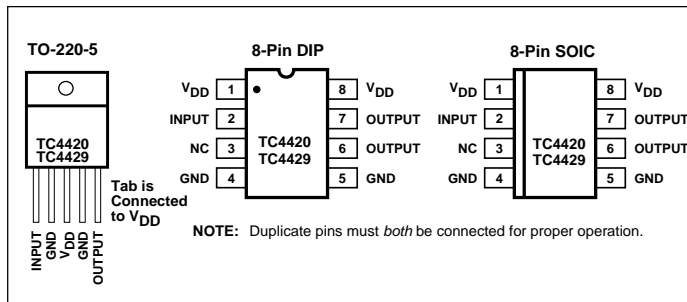 TO-220-5
TC4420
TC4429
Tab is
Connected
to VDD
INPUT
GND
VDD
GND
OUTPUT
8-Pin DIP
VDD 1 8 VDD
INPUT 2 7 OUTPUT
NC 3 6 OUTPUT
GND 4 5 GND
TC4420
TC4429
8-Pin SOIC
VDD 1 8 VDD
INPUT 2 7 OUTPUT
NC 3 6 OUTPUT
GND 4 5 GND
TC4420
TC4429
NOTE: Duplicate pins must both be connected for proper operation.